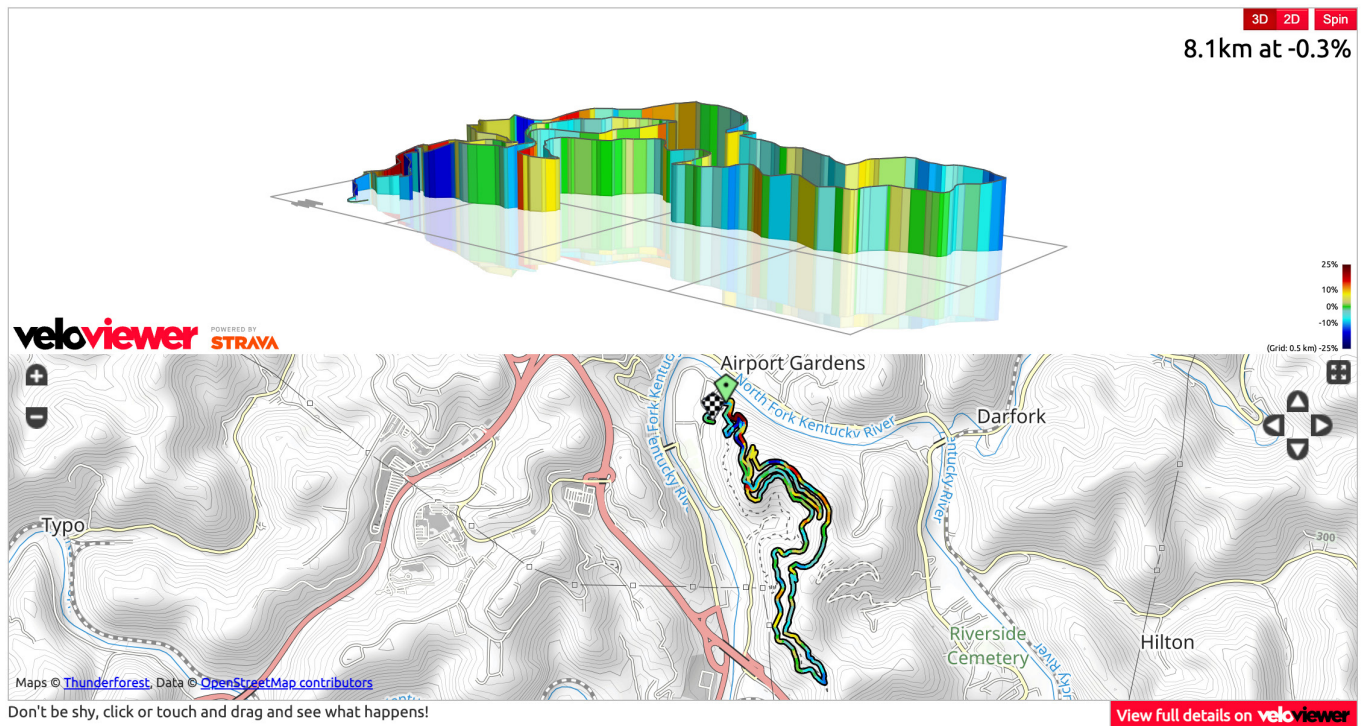 3D 2D Spin
8.1km at -0.3%
25%
10%
0%
-10%
(Grid: 0.5 km) -25%
veloviewer POWERED BY STRAVA
Airport Gardens
North Fork Kentucky River
Darfork
Kentucky River
Typo
300
Riverside
Cemetery
Hilton
Maps © Thunderforest, Data © OpenStreetMap contributors
Don't be shy, click or touch and drag and see what happens!
View full details on veloviewer